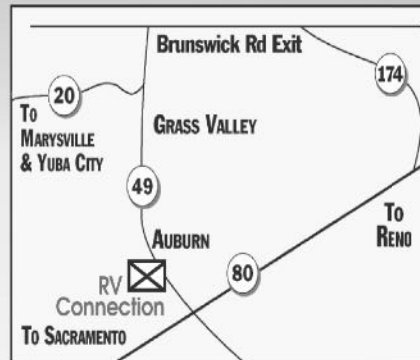 Brunswick Rd Exit
174
20
To
Marysville
& Yuba City
Grass Valley
49
To
Reno
Auburn
80
RV
Connection
To Sacramento